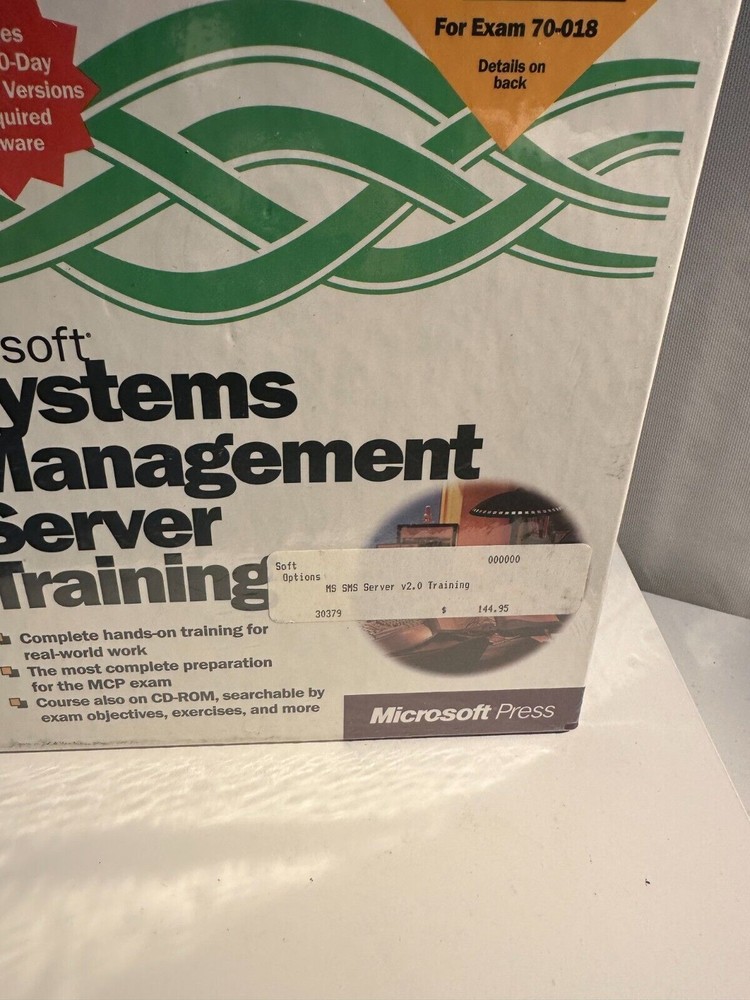 es
0-Day
Versions
quired
ware
For Exam 70-018
Details on
back
soft
ystems
Management
Server
Training
Soft 000000
Options
MS SMS Server v2.0 Training
30379 $ 144.95
Complete hands-on training for
real-world work
The most complete preparation
for the MCP exam
Course also on CD-ROM, searchable by
exam objectives, exercises, and more
Microsoft Press